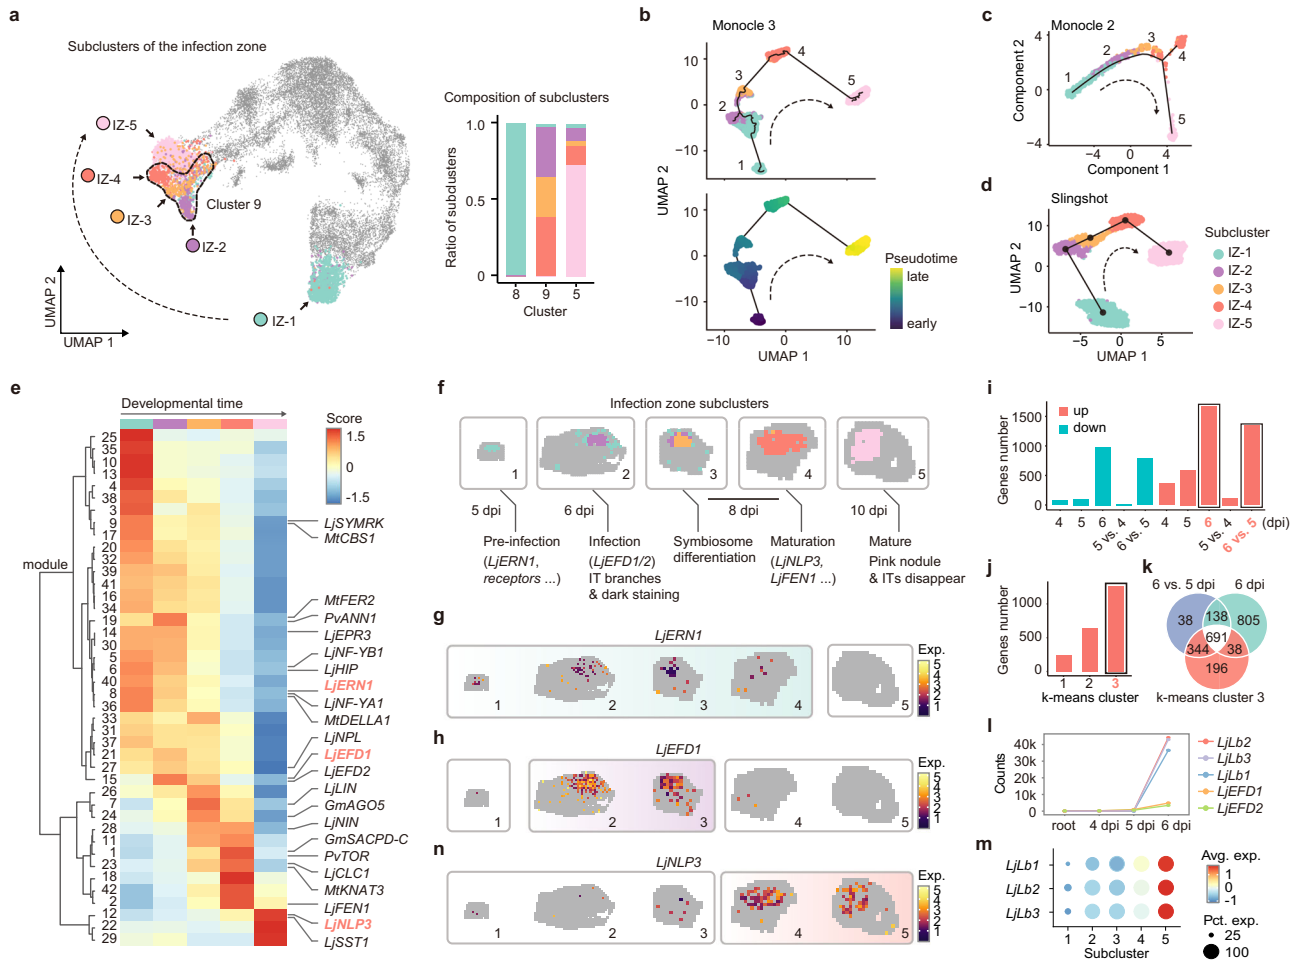 a
Subclusters of the infection zone
IZ-5
IZ-4
IZ-3
Cluster 9
IZ-2
IZ-1
UMAP 2
UMAP 1
Composition of subclusters
Ratio of subclusters
1.0
0.5
0
8 9 5
Cluster
b
Monocle 3
10
0
−10
1
2
3
4
5
UMAP 2
10
0
−10
−10 0 10
UMAP 1
Pseudotime
late
early
c
Monocle 2
Component 2
4
0
−4
1
2
3
4
5
−4 0 4
Component 1
d
Slingshot
UMAP 2
10
0
−10
−5 0 5
UMAP 1
Subcluster
IZ-1
IZ-2
IZ-3
IZ-4
IZ-5
e
Developmental time
module
25
35
10
13
4
38
3
9
17
20
32
39
41
16
34
19
14
30
5
6
40
8
36
33
31
37
21
27
15
26
7
24
28
11
1
23
18
42
2
12
22
29
Score
1.5
0
−1.5
LjSYMRK
MtCBS1
MtFER2
PvANN1
LjEPR3
LjNF-YB1
LjHIP
LjERN1
LjNF-YA1
MtDELLA1
LjNPL
LjEFD1
LjEFD2
LjLIN
GmAGO5
LjNIN
GmSACPD-C
PvTOR
LjCLC1
MtKNAT3
LjFEN1
LjNLP3
LjSST1
f
Infection zone subclusters
1
2
3
4
5
5 dpi
6 dpi
8 dpi
10 dpi
Pre-infection
(LjERN1,
receptors ...)
Infection
(LjEFD1/2)
IT branches
& dark staining
Symbiosome
differentiation
Maturation
(LjNLP3,
LjFEN1 ...)
Mature
Pink nodule
& ITs disappear
g
LjERN1
1
2
3
4
5
Exp.
5
4
3
2
1
h
LjEFD1
1
2
3
4
5
Exp.
5
4
3
2
1
n
LjNLP3
1
2
3
4
5
Exp.
5
4
3
2
1
i
up
down
Genes number
1500
1000
500
0
4 5 6 5 vs. 4 6 vs. 5 4 5 6 5 vs. 4 6 vs. 5 (dpi)
j
Genes number
1000
500
0
1 2 3
k-means cluster
k
6 vs. 5 dpi
6 dpi
38
138
805
691
344
38
196
k-means cluster 3
l
Counts
40k
30k
20k
10k
0
root 4 dpi 5 dpi 6 dpi
LjLb2
LjLb3
LjLb1
LjEFD1
LjEFD2
m
LjLb1
LjLb2
LjLb3
1 2 3 4 5
Subcluster
Avg. exp.
1
0
-1
Pct. exp.
25
100